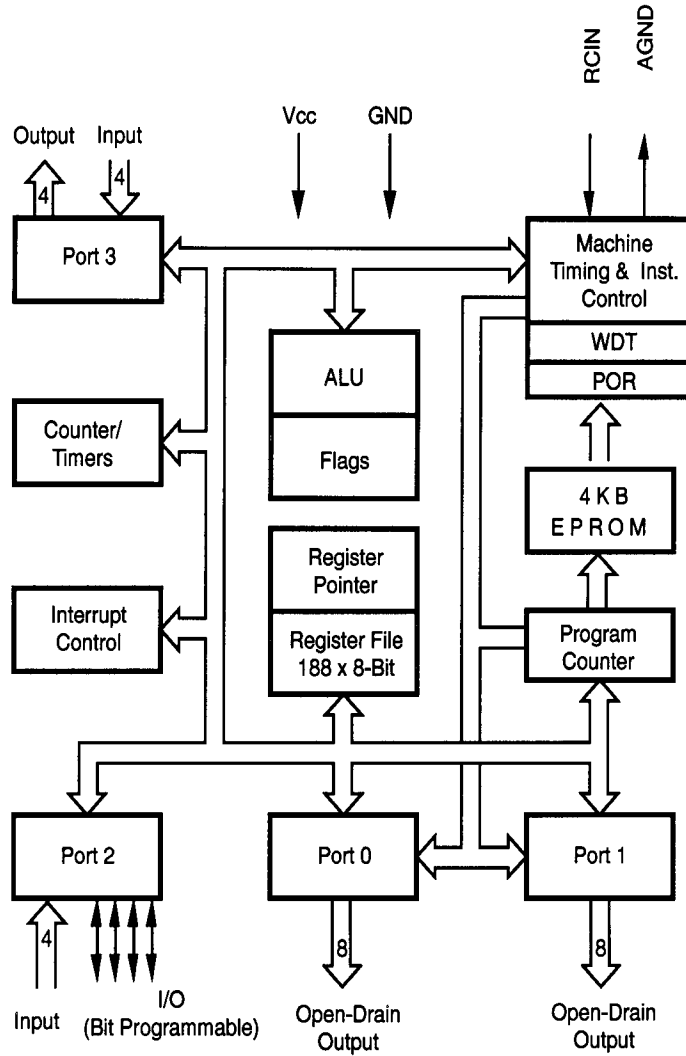 RCIN
AGND
Vcc
GND
Output
Input
4
4
Port 3
Machine
Timing & Inst.
Control
WDT
POR
ALU
Flags
Counter/
Timers
4 KB
EPROM
Register
Pointer
Register File
188 x 8-Bit
Interrupt
Control
Program
Counter
Port 2
Port 0
Port 1
4
8
8
Input
I/O
(Bit Programmable)
Open-Drain
Output
Open-Drain
Output